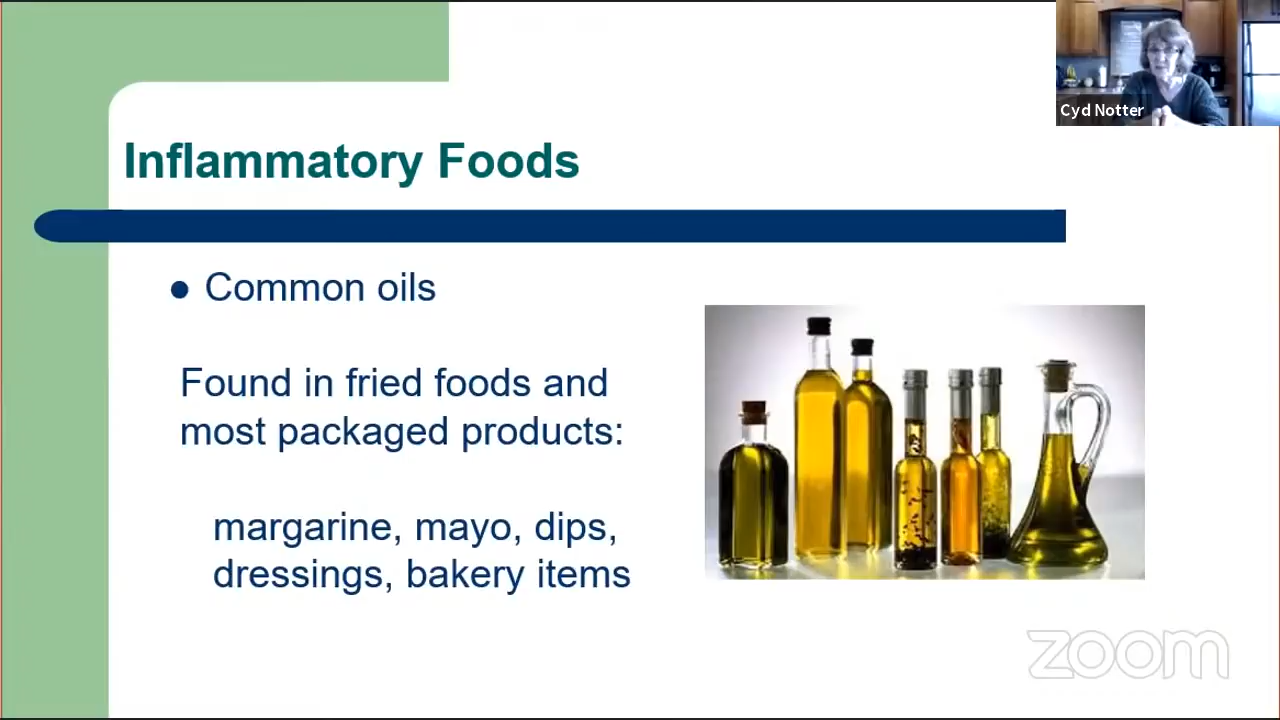 Cyd Notter
Inflammatory Foods
● Common oils
Found in fried foods and
most packaged products:
margarine, mayo, dips,
dressings, bakery items
zoom